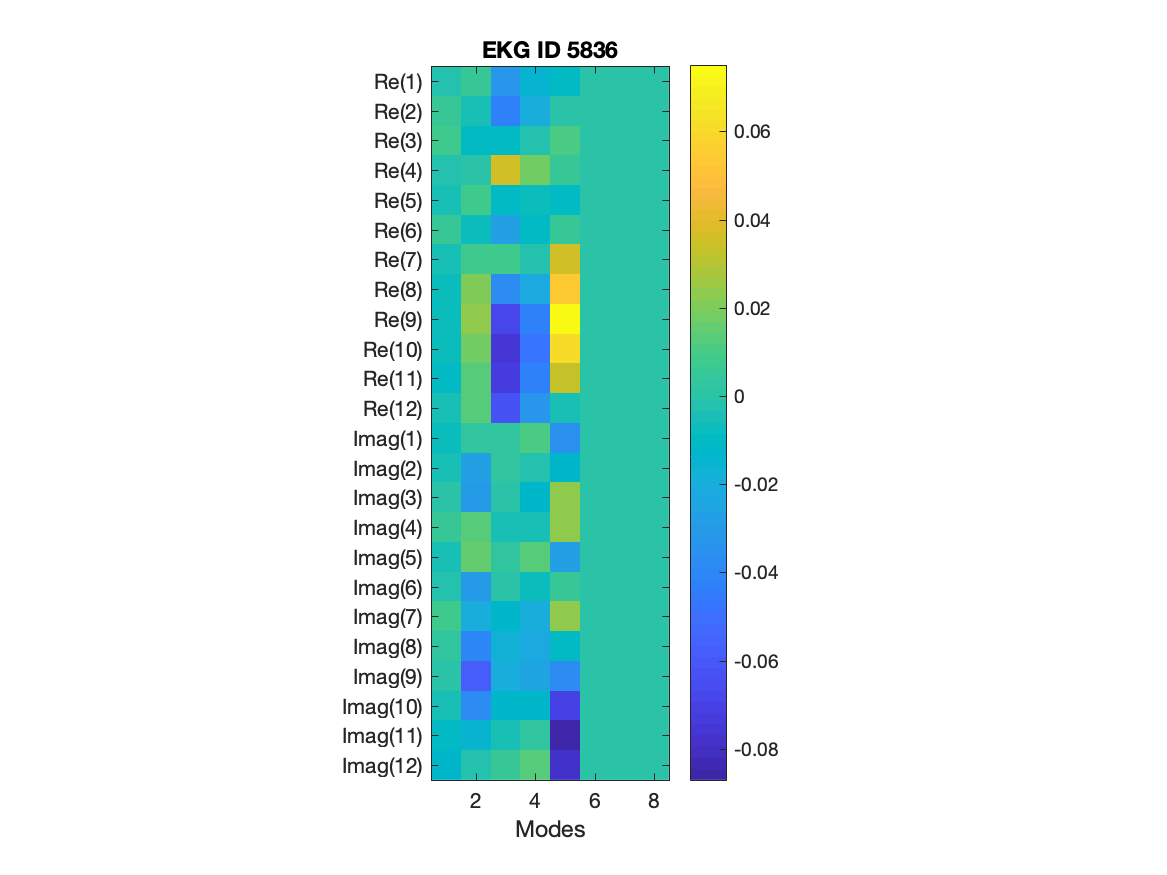 EKG ID 5836
Re(1)
Re(2)
Re(3)
Re(4)
Re(5)
Re(6)
Re(7)
Re(8)
Re(9)
Re(10)
Re(11)
Re(12)
Imag(1)
Imag(2)
Imag(3)
Imag(4)
Imag(5)
Imag(6)
Imag(7)
Imag(8)
Imag(9)
Imag(10)
Imag(11)
Imag(12)
2 4 6 8
Modes
0.06
0.04
0.02
0
-0.02
-0.04
-0.06
-0.08